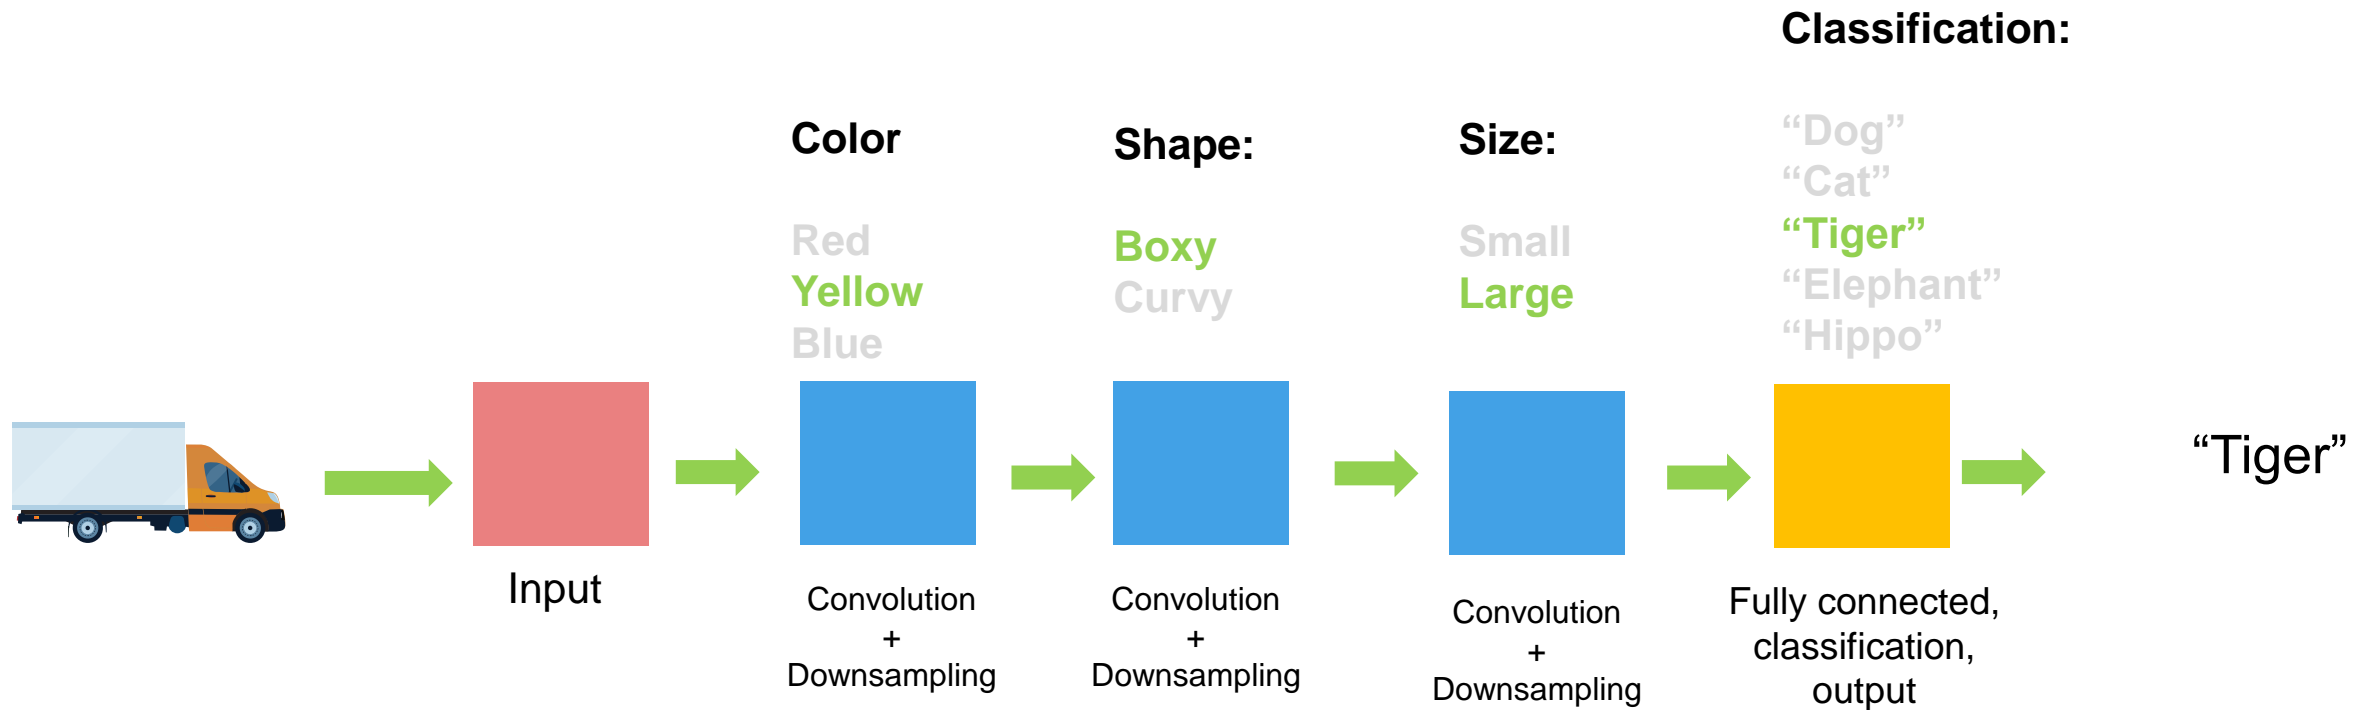 Classification:
Color
Red
Yellow
Blue
Shape:
Boxy
Curvy
Size:
Small
Large
“Dog”
“Cat”
“Tiger”
“Elephant”
“Hippo”
Input
Convolution
+
Downsampling
Convolution
+
Downsampling
Convolution
+
Downsampling
Fully connected,
classification,
output
“Tiger”